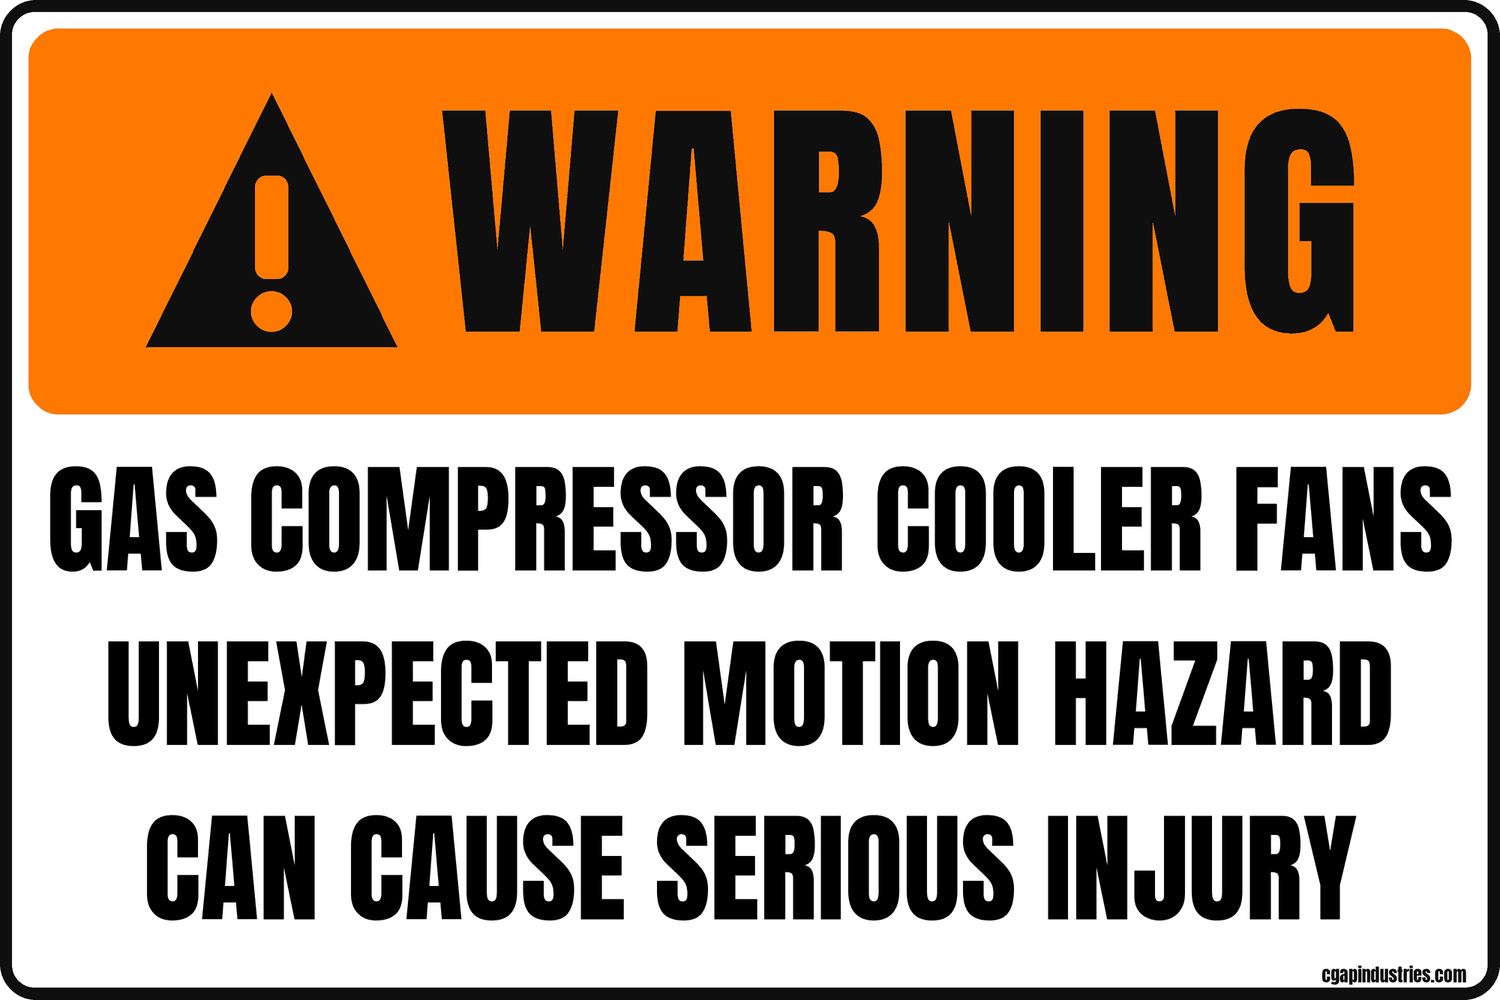 WARNING
GAS COMPRESSOR COOLER FANS
UNEXPECTED MOTION HAZARD
CAN CAUSE SERIOUS INJURY
cgapindustries.com